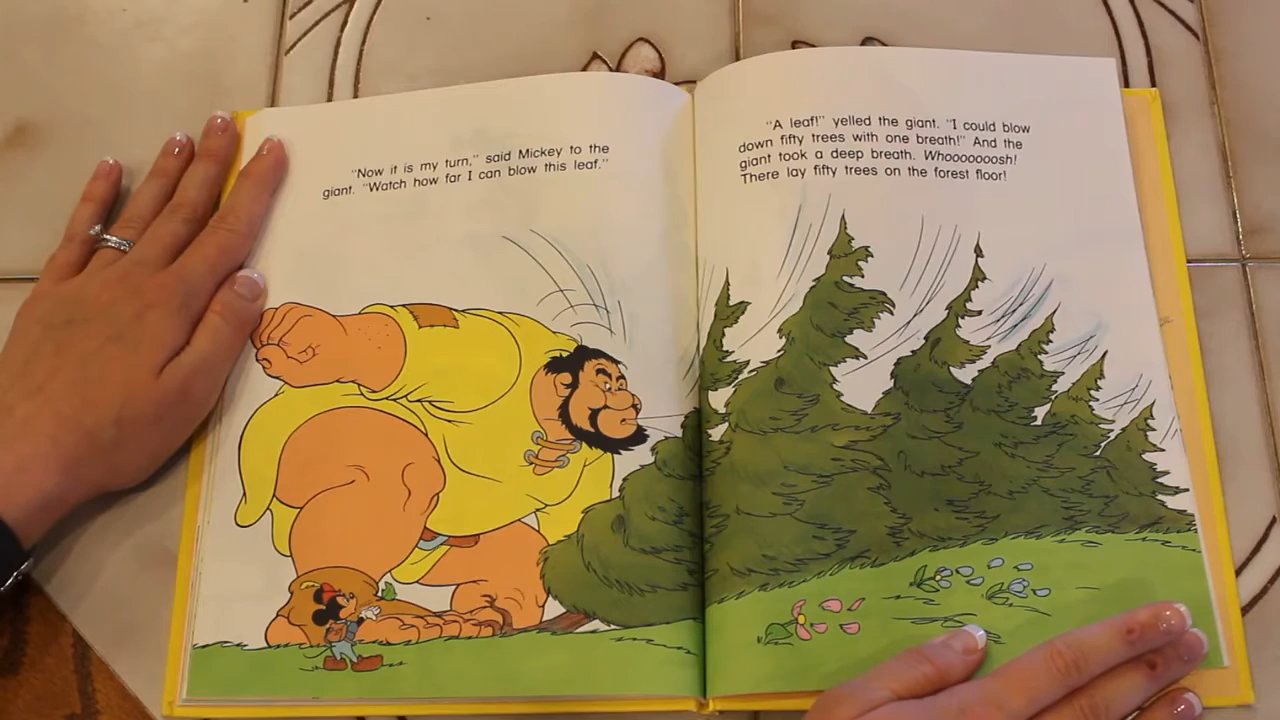 "Now it is my turn," said Mickey to the
giant. "Watch how far I can blow this leaf."
"A leaf!" yelled the giant. "I could blow
down fifty trees with one breath!" And the
giant took a deep breath. Whooooooosh!
There lay fifty trees on the forest floor!